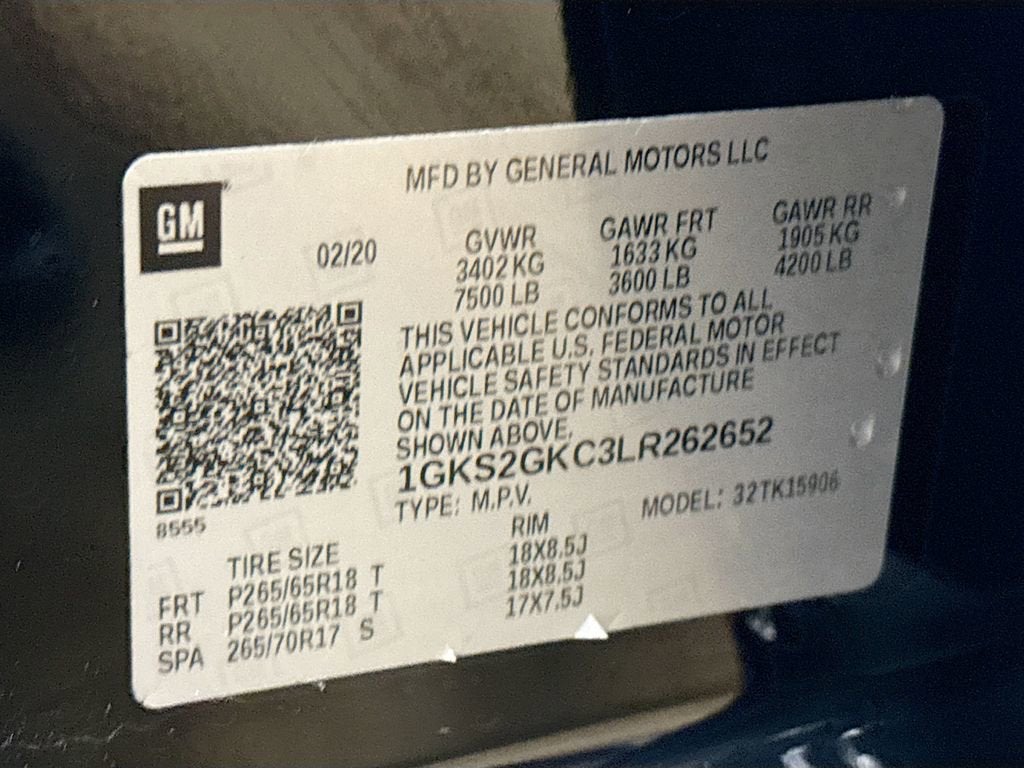 MFD BY GENERAL MOTORS LLC
GM
02/20
GVWR GAWR FRT GAWR RR
3402 KG 1633 KG 1905 KG
7500 LB 3600 LB 4200 LB
THIS VEHICLE CONFORMS TO ALL
APPLICABLE U.S. FEDERAL MOTOR
VEHICLE SAFETY STANDARDS IN EFFECT
ON THE DATE OF MANUFACTURE
SHOWN ABOVE.
1GKS2GKC3LR262652
TYPE: M.P.V. MODEL: 32TK15906
8555
TIRE SIZE RIM
FRT P265/65R18 T 18X8.5J
RR P265/65R18 T 18X8.5J
SPA 265/70R17 S 17X7.5J